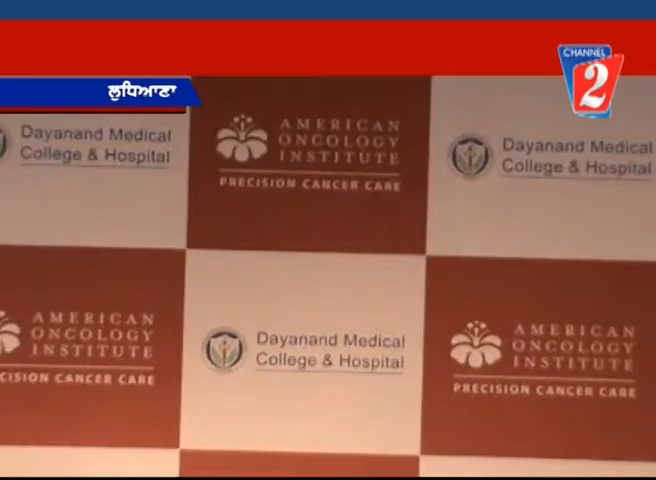 CHANNEL
2
ਲੁਧਿਆਣਾ
Dayanand Medical
College & Hospital
AMERICAN
ONCOLOGY
INSTITUTE
PRECISION CANCER CARE
Dayanand Medical
College & Hospital
AMERICAN
ONCOLOGY
INSTITUTE
CISION CANCER CARE
Dayanand Medical
College & Hospital
AMERICAN
ONCOLOGY
INSTITUTE
PRECISION CANCER CARE